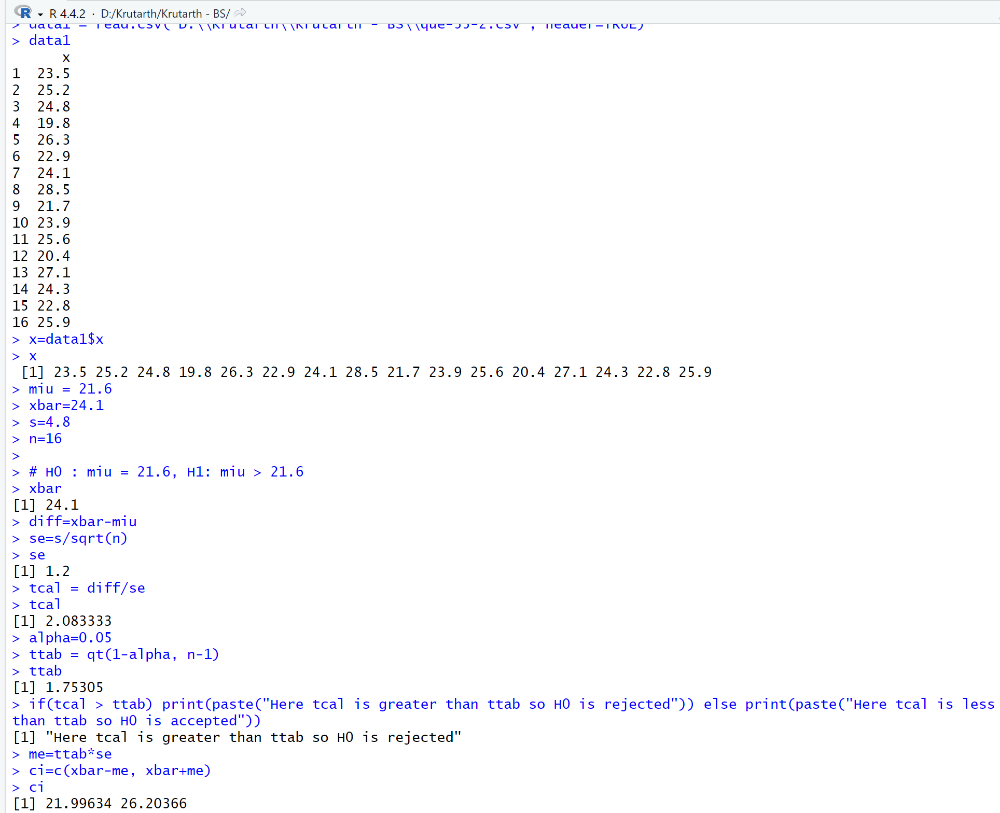 R 4.4.2 · D:/Krutarth/Krutarth - BS/
> data1 = read.csv("D:\\Krutarth\\Krutarth - BS\\que-55-2.csv", header=TRUE)
> data1
x
1 23.5
2 25.2
3 24.8
4 19.8
5 26.3
6 22.9
7 24.1
8 28.5
9 21.7
10 23.9
11 25.6
12 20.4
13 27.1
14 24.3
15 22.8
16 25.9
> x=data1$x
> x
[1] 23.5 25.2 24.8 19.8 26.3 22.9 24.1 28.5 21.7 23.9 25.6 20.4 27.1 24.3 22.8 25.9
> miu = 21.6
> xbar=24.1
> s=4.8
> n=16
>
> # H0 : miu = 21.6, H1: miu > 21.6
> xbar
[1] 24.1
> diff=xbar-miu
> se=s/sqrt(n)
> se
[1] 1.2
> tcal = diff/se
> tcal
[1] 2.083333
> alpha=0.05
> ttab = qt(1-alpha, n-1)
> ttab
[1] 1.75305
> if(tcal > ttab) print(paste("Here tcal is greater than ttab so H0 is rejected")) else print(paste("Here tcal is less
than ttab so H0 is accepted"))
[1] "Here tcal is greater than ttab so H0 is rejected"
> me=ttab*se
> ci=c(xbar-me, xbar+me)
> ci
[1] 21.99634 26.20366